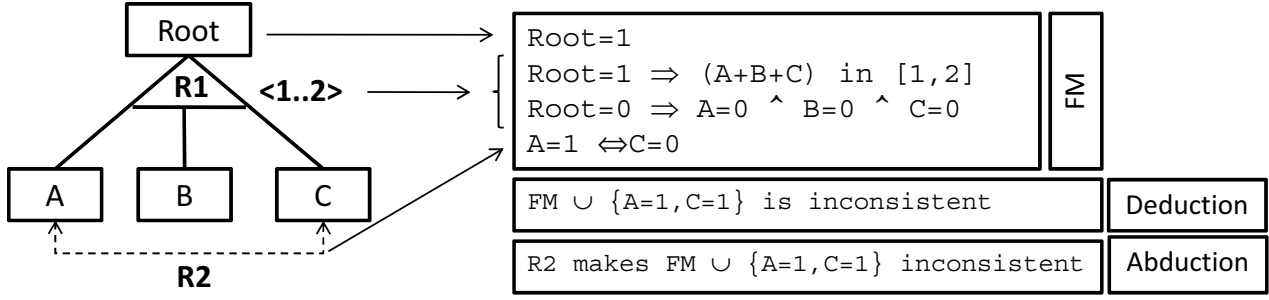 Root
R1
<1..2>
A
B
C
R2
Root=1
Root=1 ⇒ (A+B+C) in [1,2]
Root=0 ⇒ A=0 ^ B=0 ^ C=0
A=1 ⇔C=0
FM
FM ∪ {A=1,C=1} is inconsistent
Deduction
R2 makes FM ∪ {A=1,C=1} inconsistent
Abduction